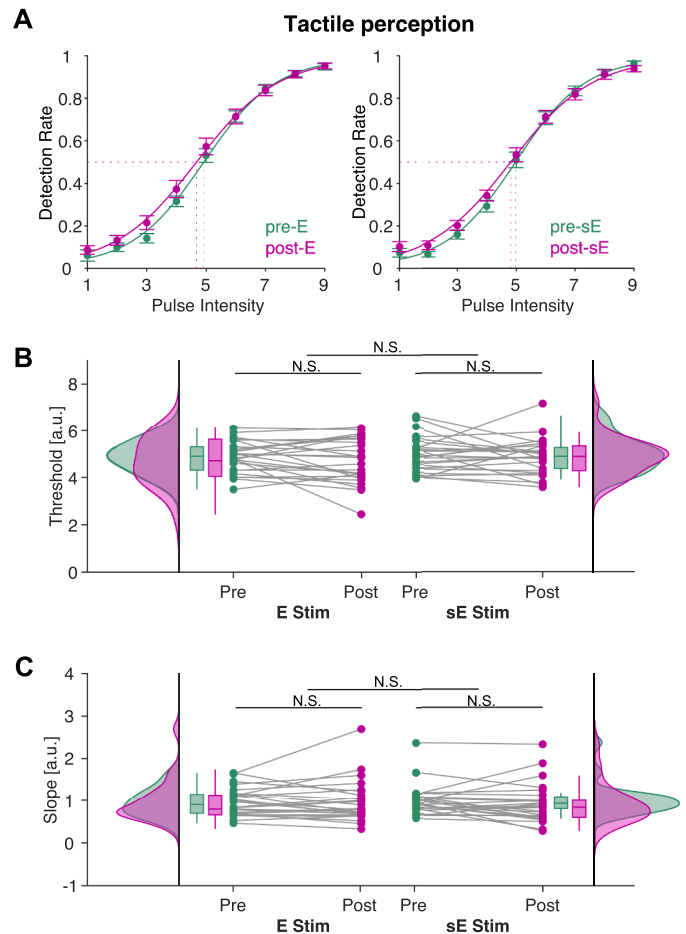 A
Tactile perception
1
0.8
0.6
0.4
0.2
0
Detection Rate
pre-E
post-E
1
3
5
7
9
Pulse Intensity
1
0.8
0.6
0.4
0.2
0
Detection Rate
pre-sE
post-sE
1
3
5
7
9
Pulse Intensity
B
N.S.
N.S.
N.S.
8
6
4
2
0
Threshold [a.u.]
Pre
Post
Pre
Post
E Stim
sE Stim
C
N.S.
N.S.
N.S.
4
3
2
1
0
-1
Slope [a.u.]
Pre
Post
Pre
Post
E Stim
sE Stim